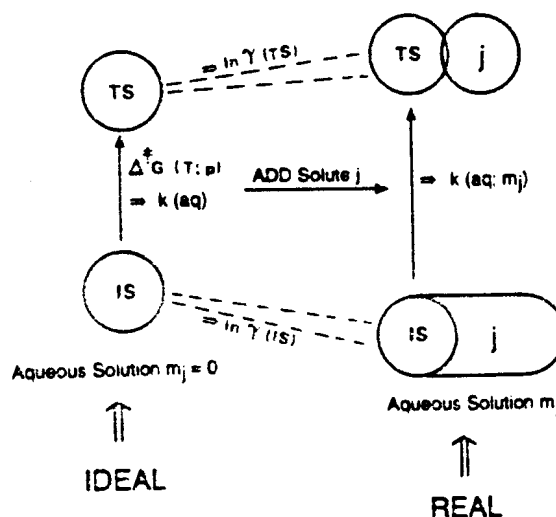 ⇒ ln γ (TS)
TS
TS j
Δ‡G (T; p)
⇒ k (aq)
ADD Solute j
⇒ k (aq; mj)
IS
⇒ ln γ (IS)
IS j
Aqueous Solution mj = 0
Aqueous Solution m
IDEAL
REAL